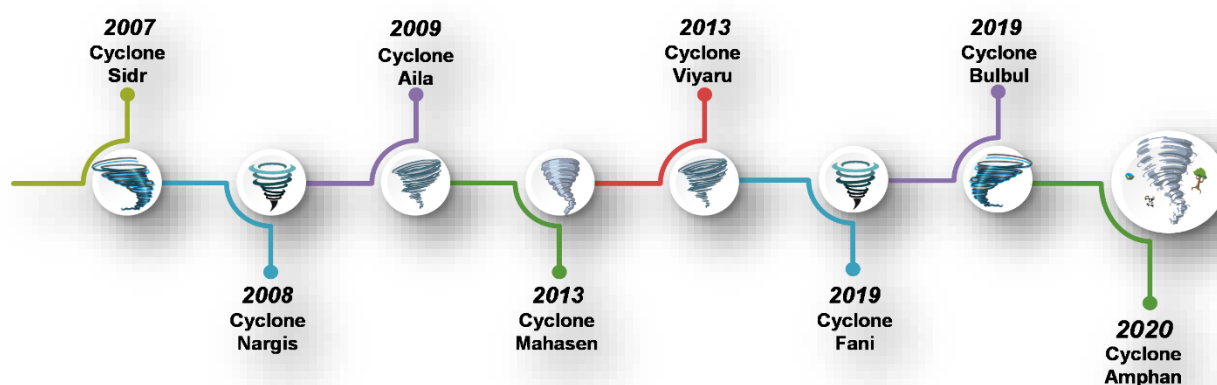 2007
Cyclone
Sidr
2008
Cyclone
Nargis
2009
Cyclone
Aila
2013
Cyclone
Mahasen
2013
Cyclone
Viyaru
2019
Cyclone
Fani
2019
Cyclone
Bulbul
2020
Cyclone
Amphan